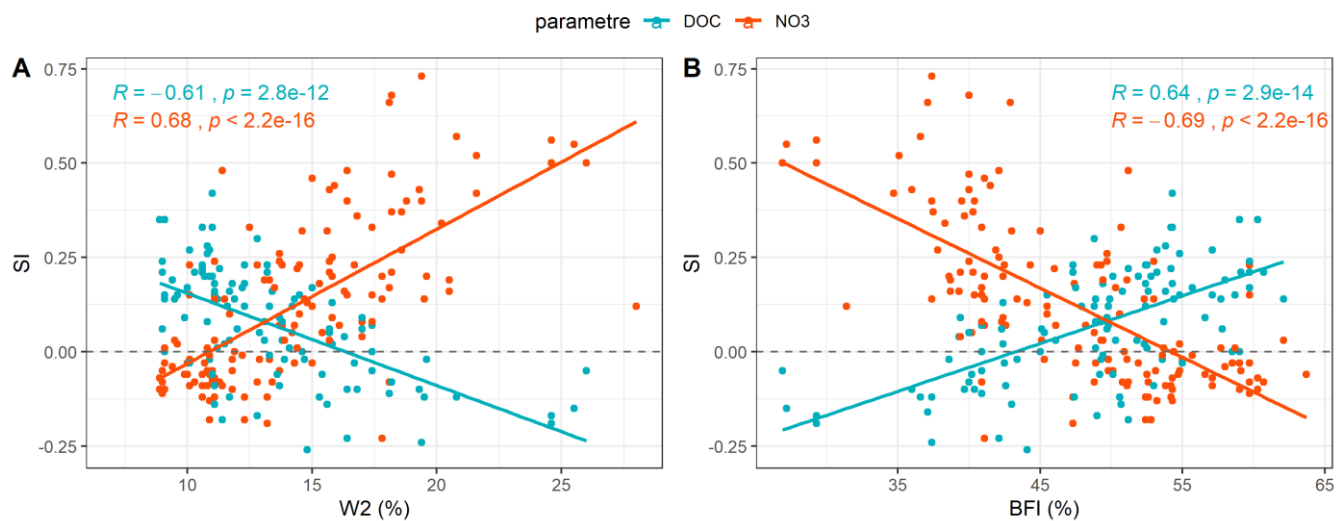 parametre a DOC a NO3
A
R = −0.61 , p = 2.8e-12
R = 0.68 , p < 2.2e-16
0.75
0.50
0.25
0.00
-0.25
SI
10 15 20 25
W2 (%)
B
R = 0.64 , p = 2.9e-14
R = −0.69 , p < 2.2e-16
0.75
0.50
0.25
0.00
-0.25
SI
35 45 55 65
BFI (%)